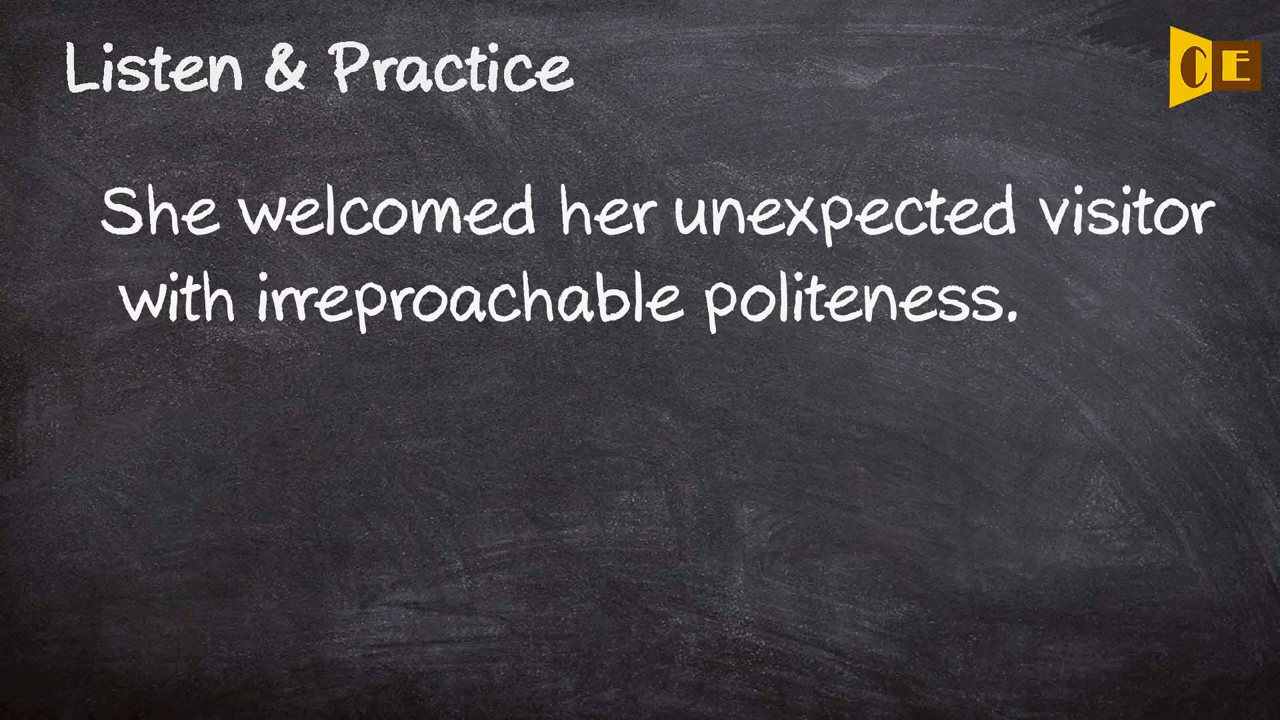 Listen & Practice
CE
She welcomed her unexpected visitor
with irreproachable politeness.